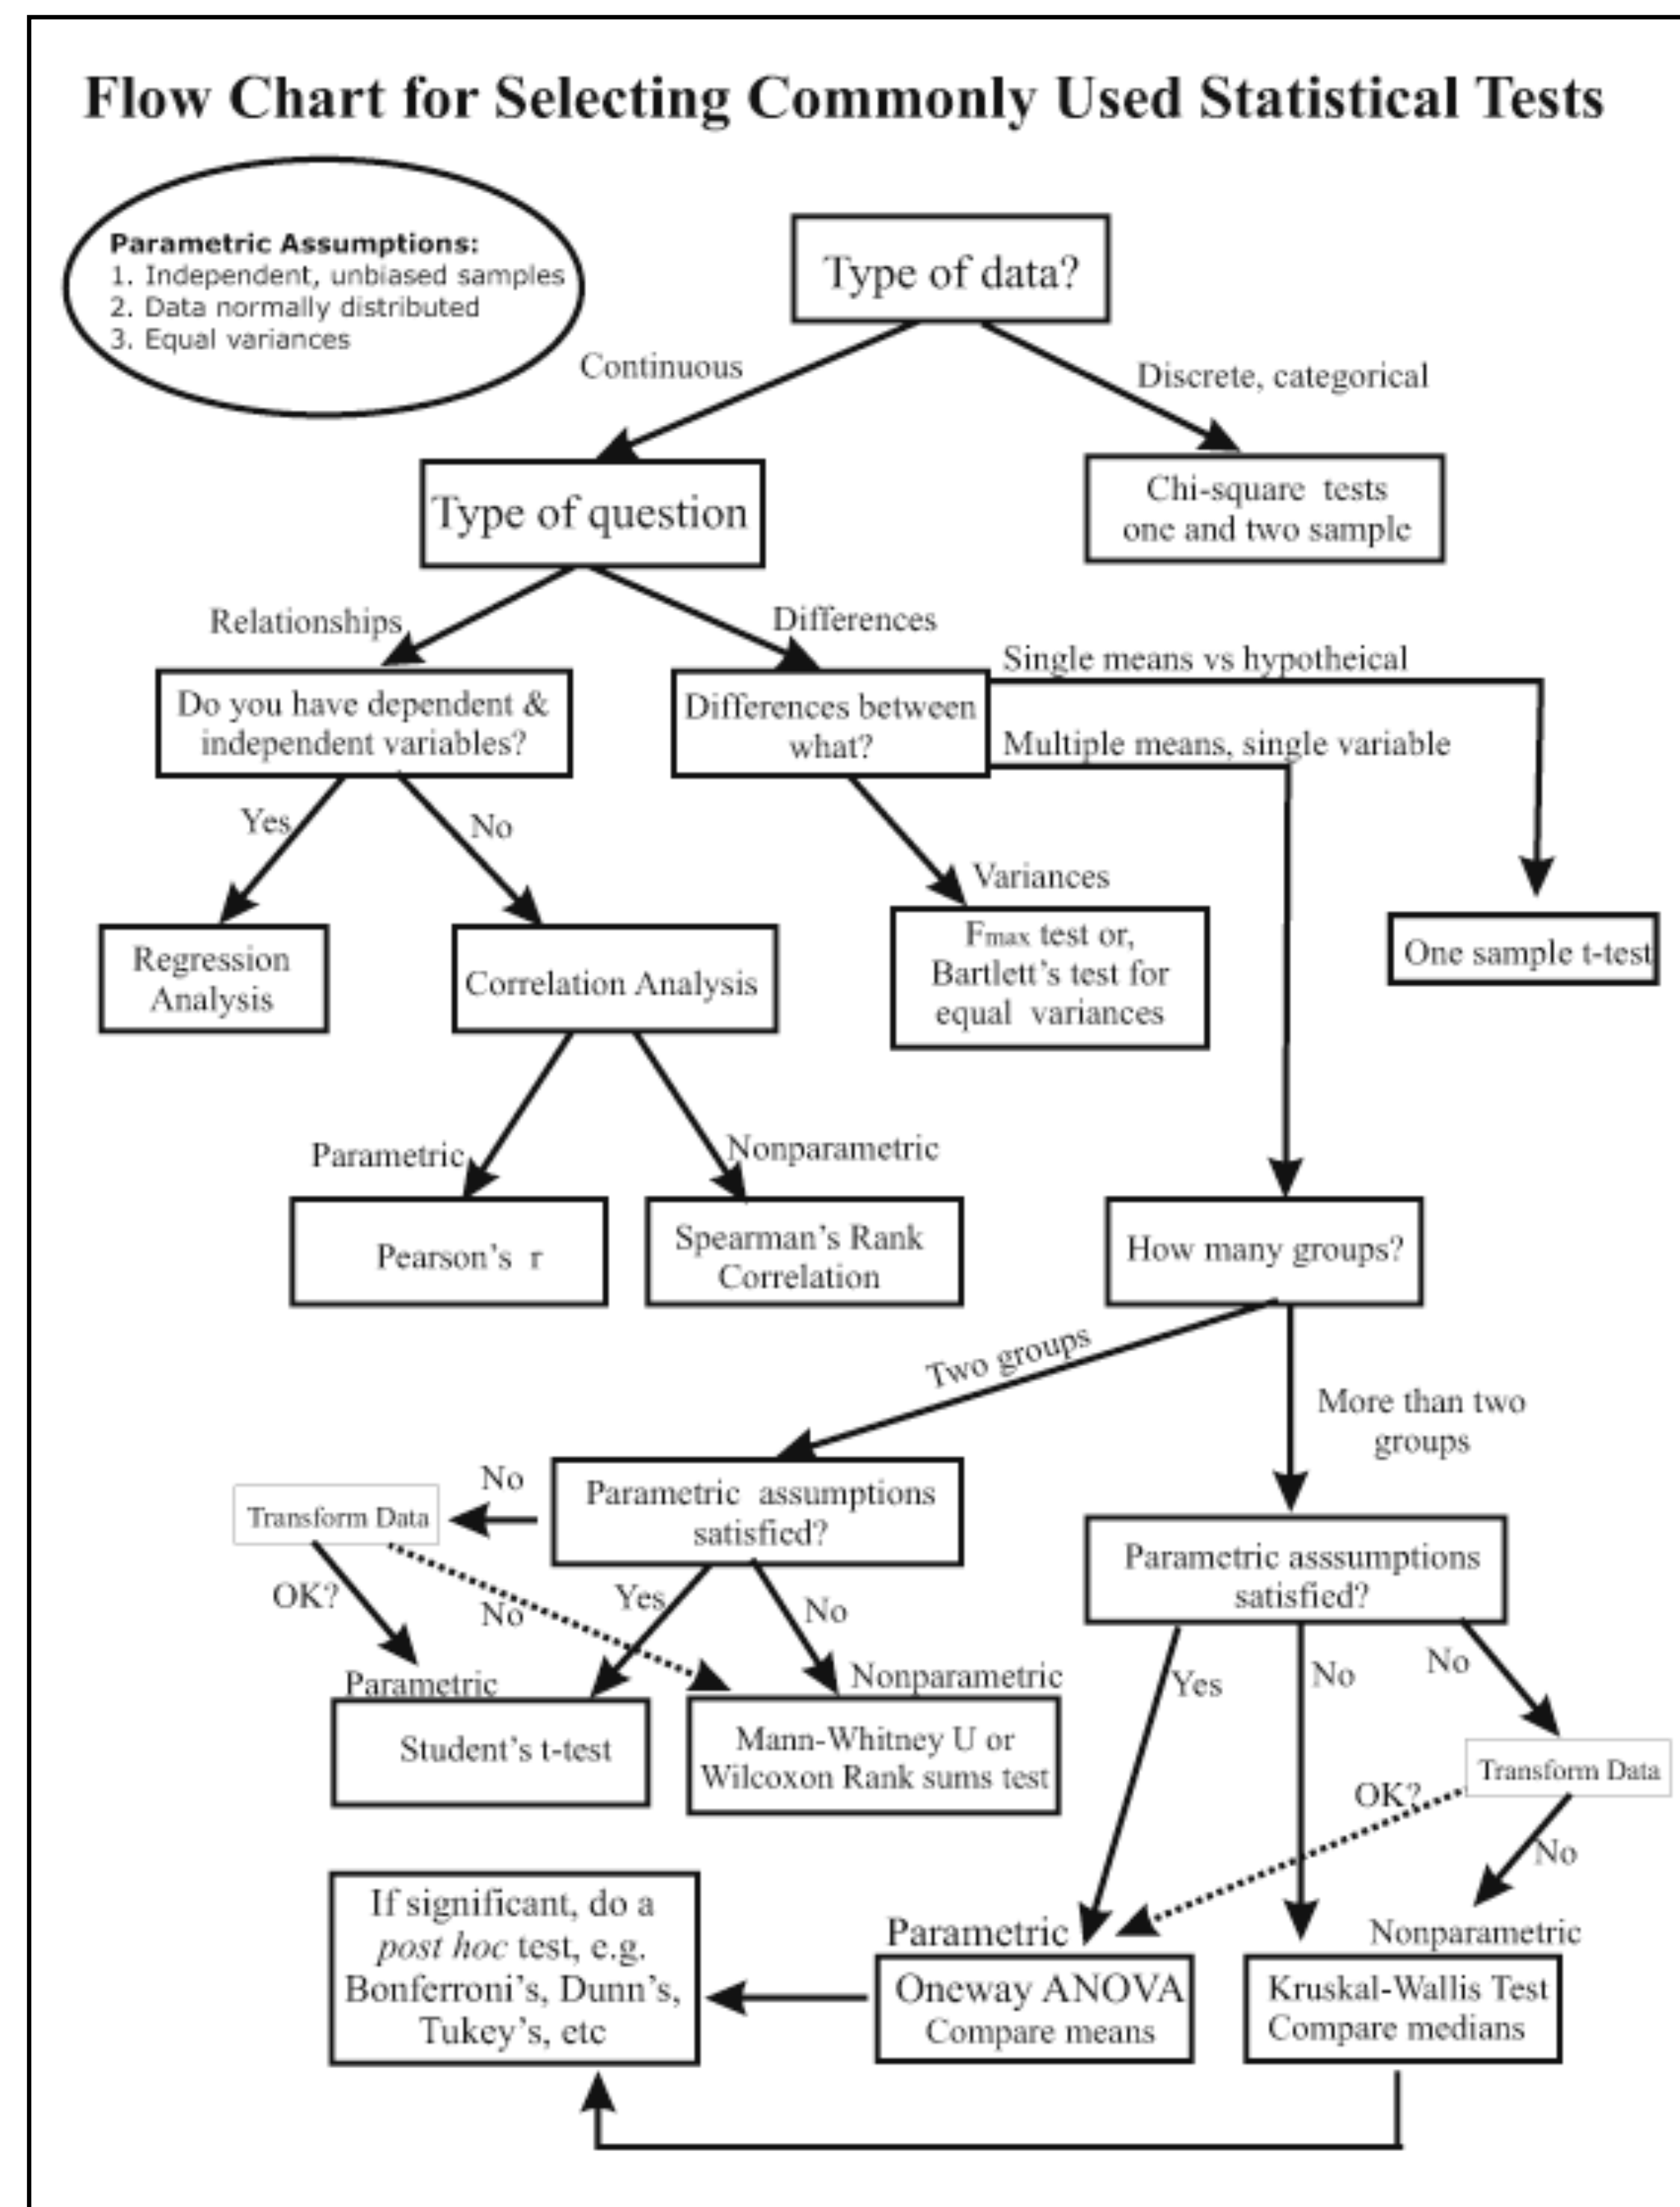 Flow Chart for Selecting Commonly Used Statistical Tests
Parametric Assumptions:
1. Independent, unbiased samples
2. Data normally distributed
3. Equal variances
Type of data?
Continuous
Discrete, categorical
Type of question
Chi-square tests
one and two sample
Relationships
Differences
Single means vs hypotheical
Do you have dependent &
independent variables?
Differences between
what?
Multiple means, single variable
Yes
No
Variances
Regression
Analysis
Correlation Analysis
Fmax test or,
Bartlett's test for
equal variances
One sample t-test
Parametric
Nonparametric
Pearson's r
Spearman's Rank
Correlation
How many groups?
Two groups
More than two
groups
No
Transform Data
Parametric assumptions
satisfied?
Parametric asssumptions
satisfied?
OK?
No
Yes
No
Parametric
Nonparametric
Student's t-test
Mann-Whitney U or
Wilcoxon Rank sums test
Yes
No
No
Transform Data
OK?
No
If significant, do a
post hoc test, e.g.
Bonferroni's, Dunn's,
Tukey's, etc
Parametric
Oneway ANOVA
Compare means
Nonparametric
Kruskal-Wallis Test
Compare medians